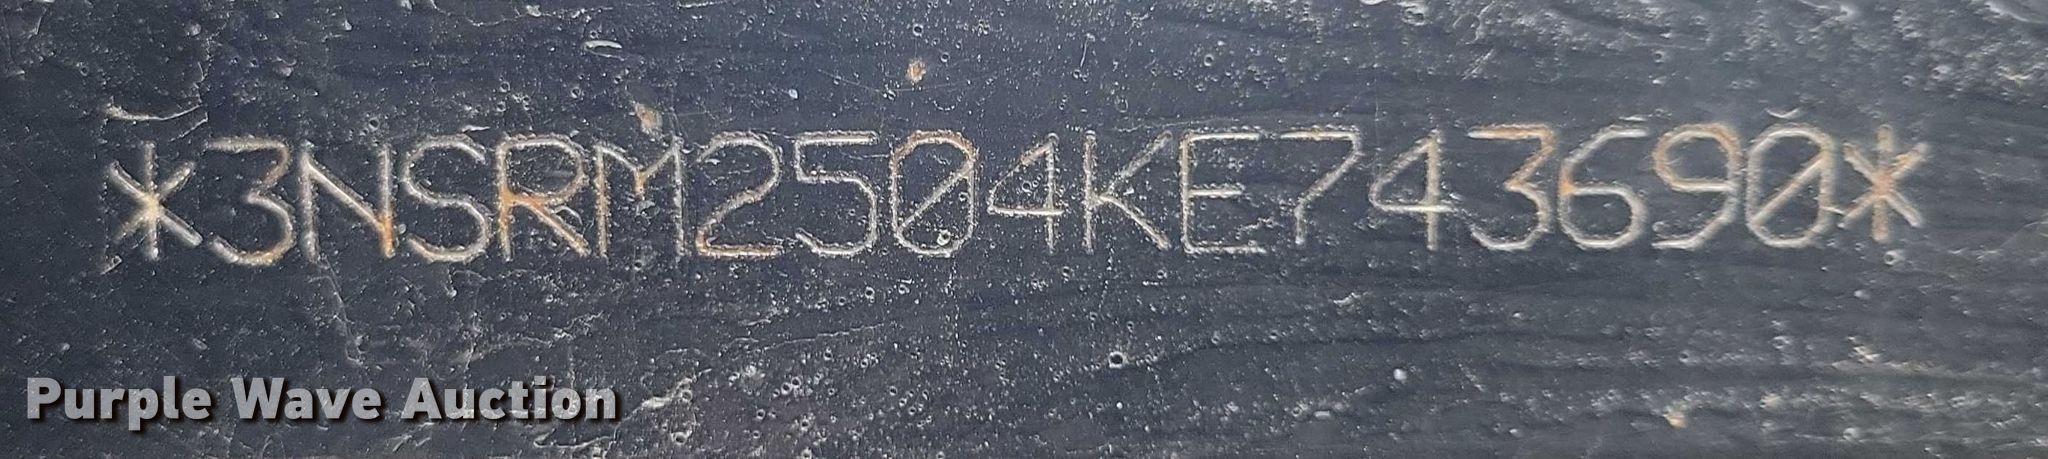 *3NSRM2504KE743690*
Purple Wave Auction